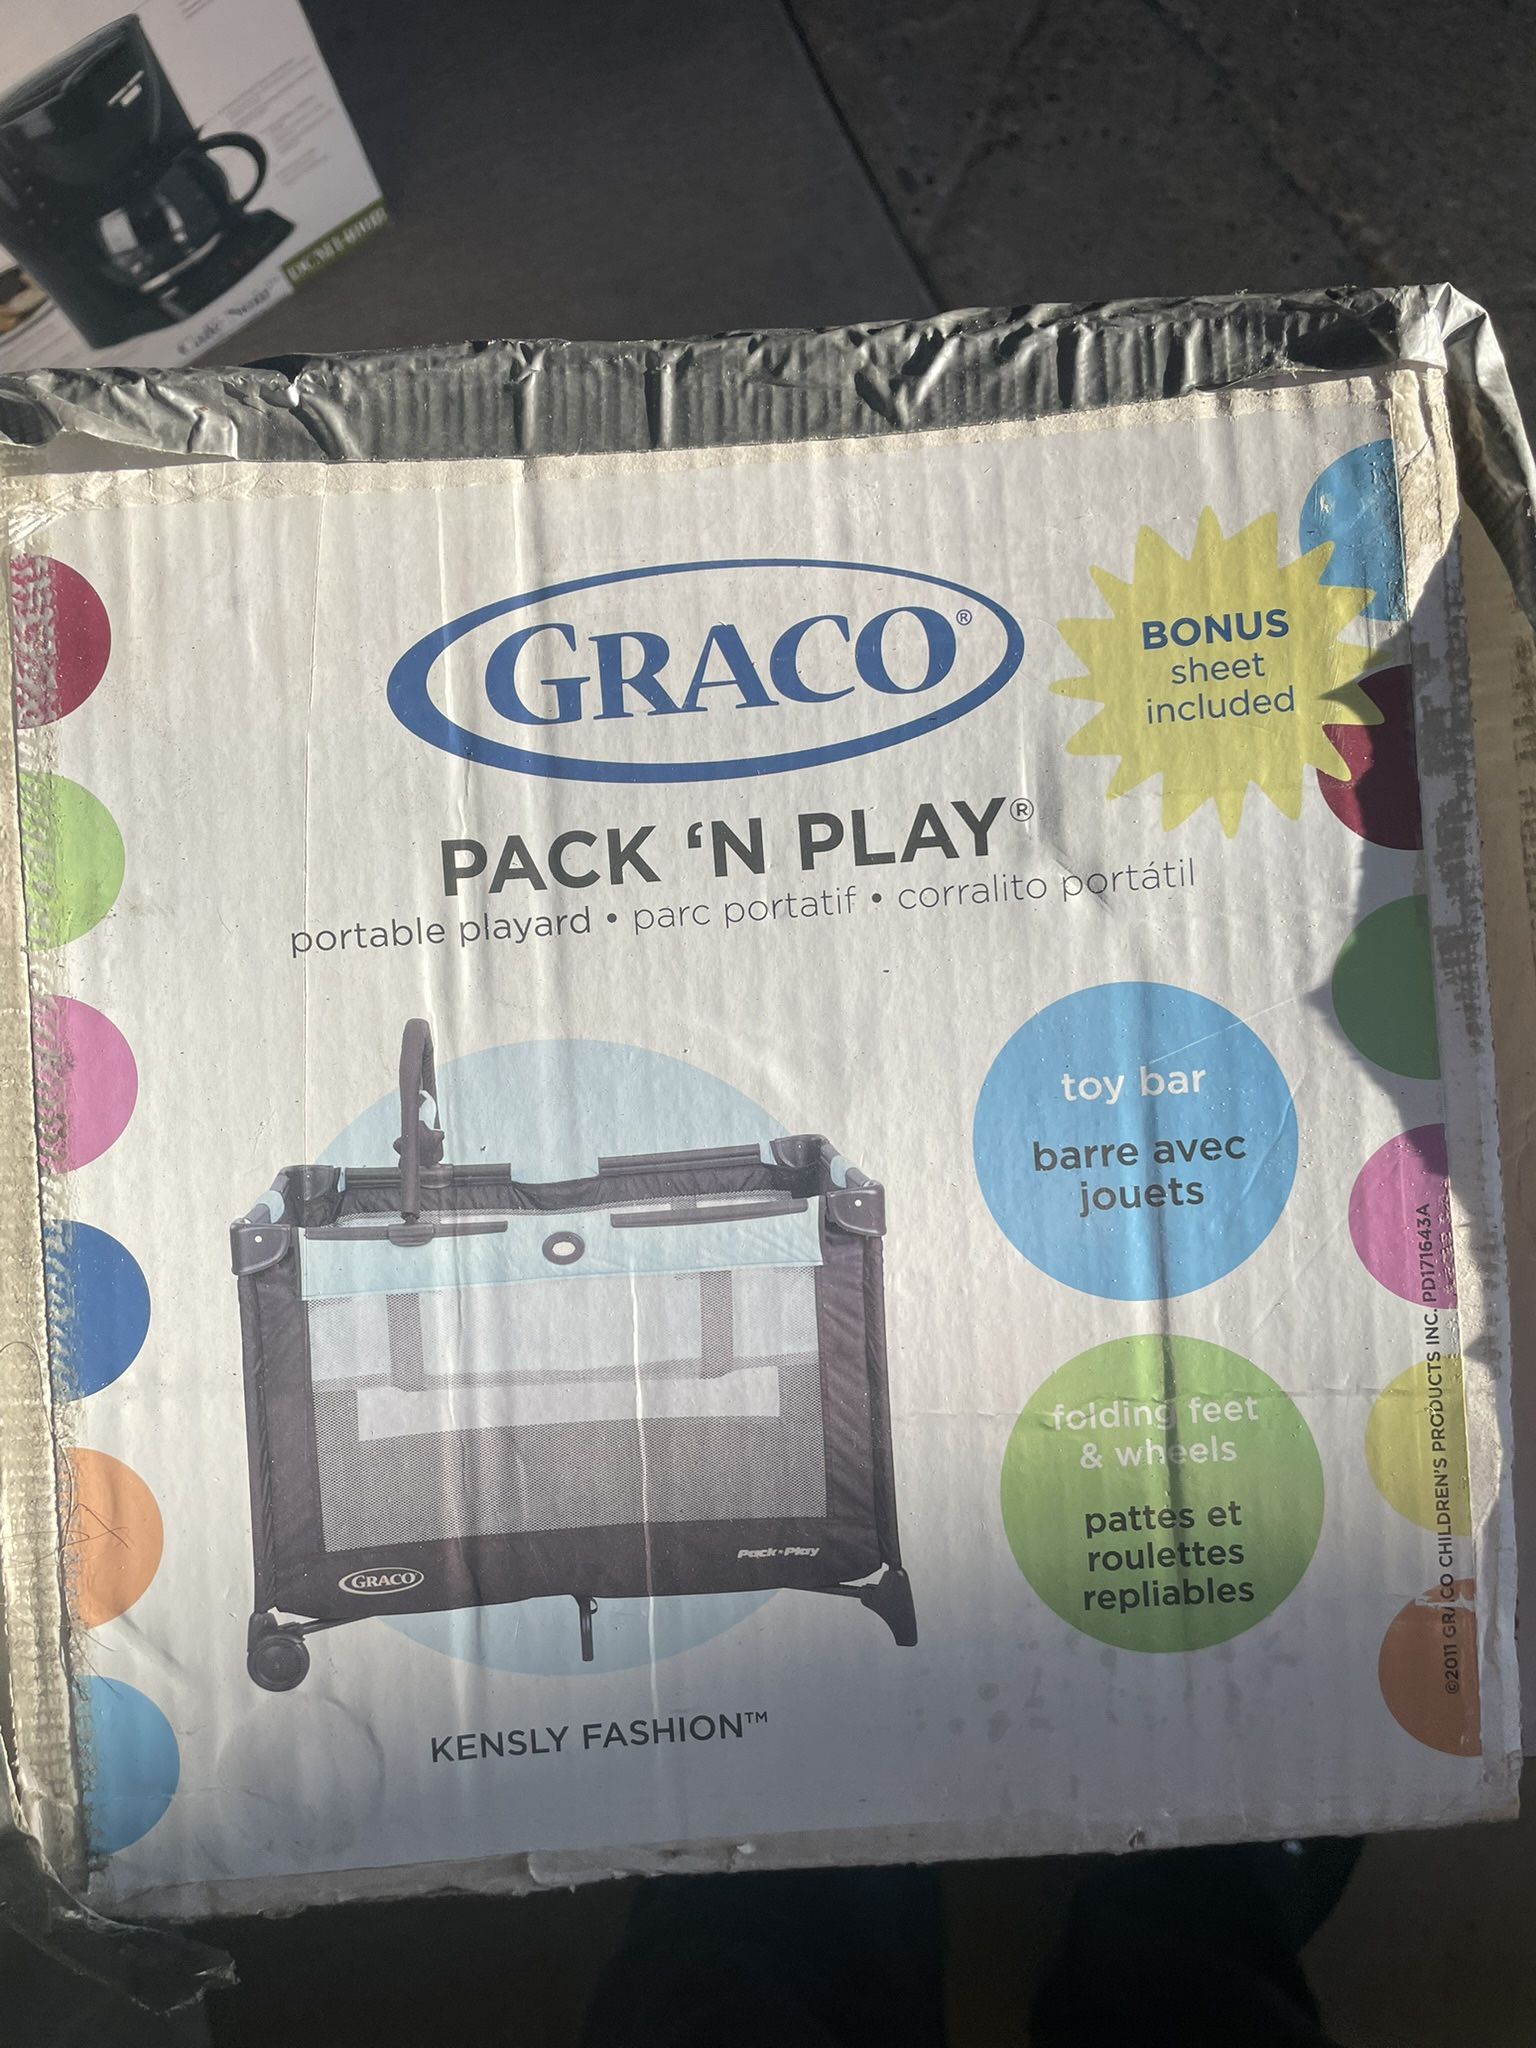 GRACO®
BONUS
sheet
included
PACK 'N PLAY®
portable playard • parc portatif • corralito portátil
toy bar
barre avec
jouets
folding feet
& wheels
pattes et
roulettes
repliables
GRACO
Pack 'n Play
KENSLY FASHION™
©2011 GRACO CHILDREN'S PRODUCTS INC. PD171643A